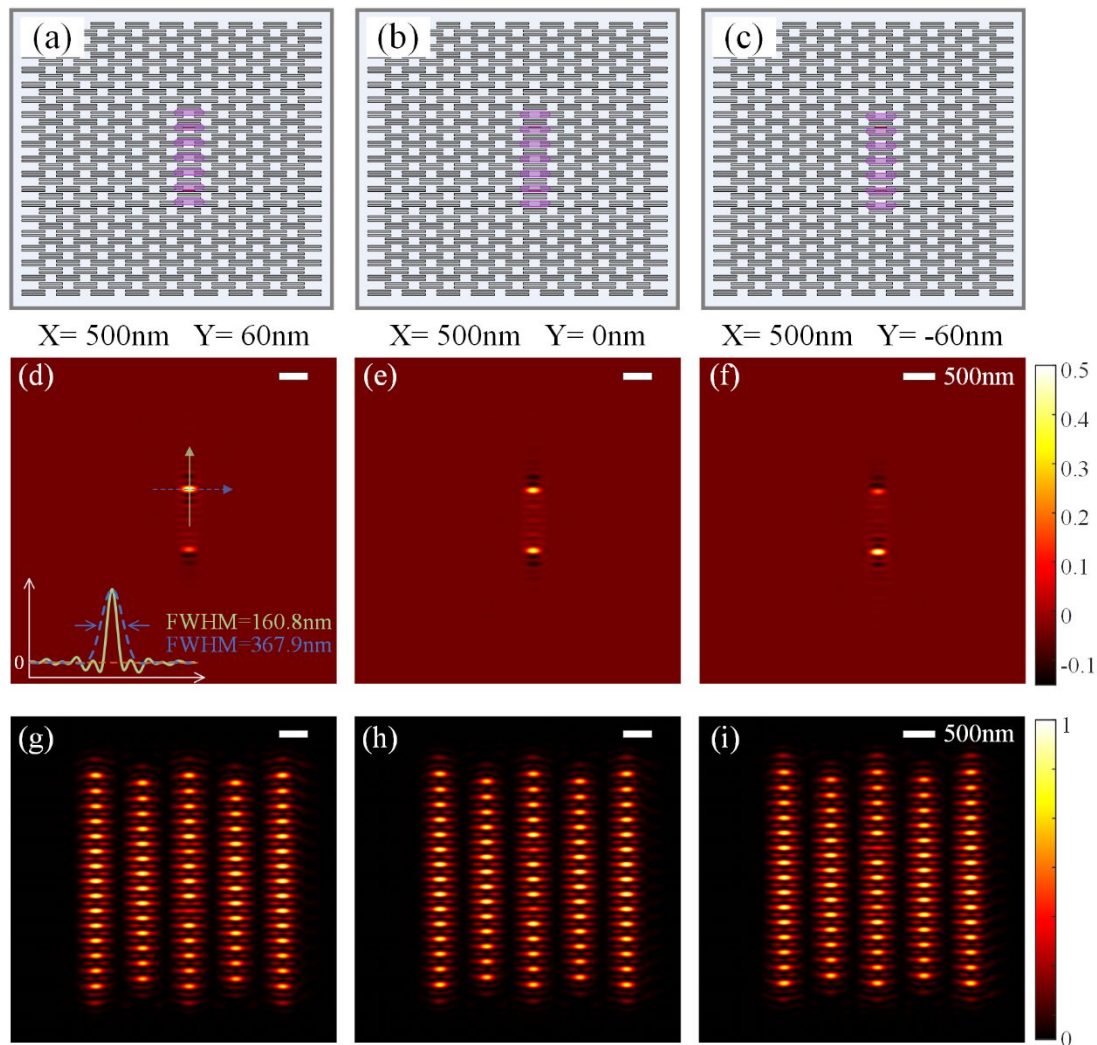 (a) (b) (c)
X= 500nm Y= 60nm X= 500nm Y= 0nm X= 500nm Y= -60nm
(d) (e) (f) 500nm
0.5
0.4
0.3
0.2
0.1
0
-0.1
FWHM=160.8nm
FWHM=367.9nm
0
(g) (h) (i) 500nm
1
0